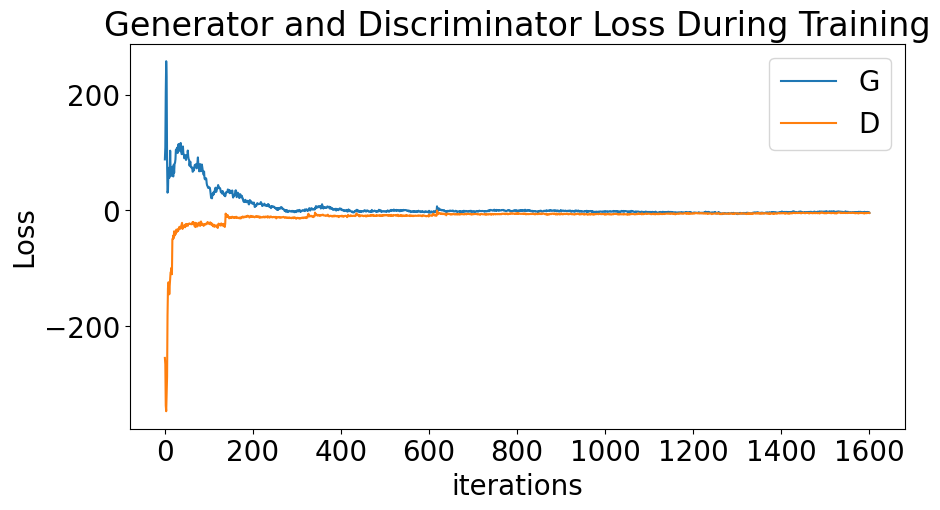 Generator and Discriminator Loss During Training
G
D
200
0
−200
Loss
0 200 400 600 800 1000 1200 1400 1600
iterations